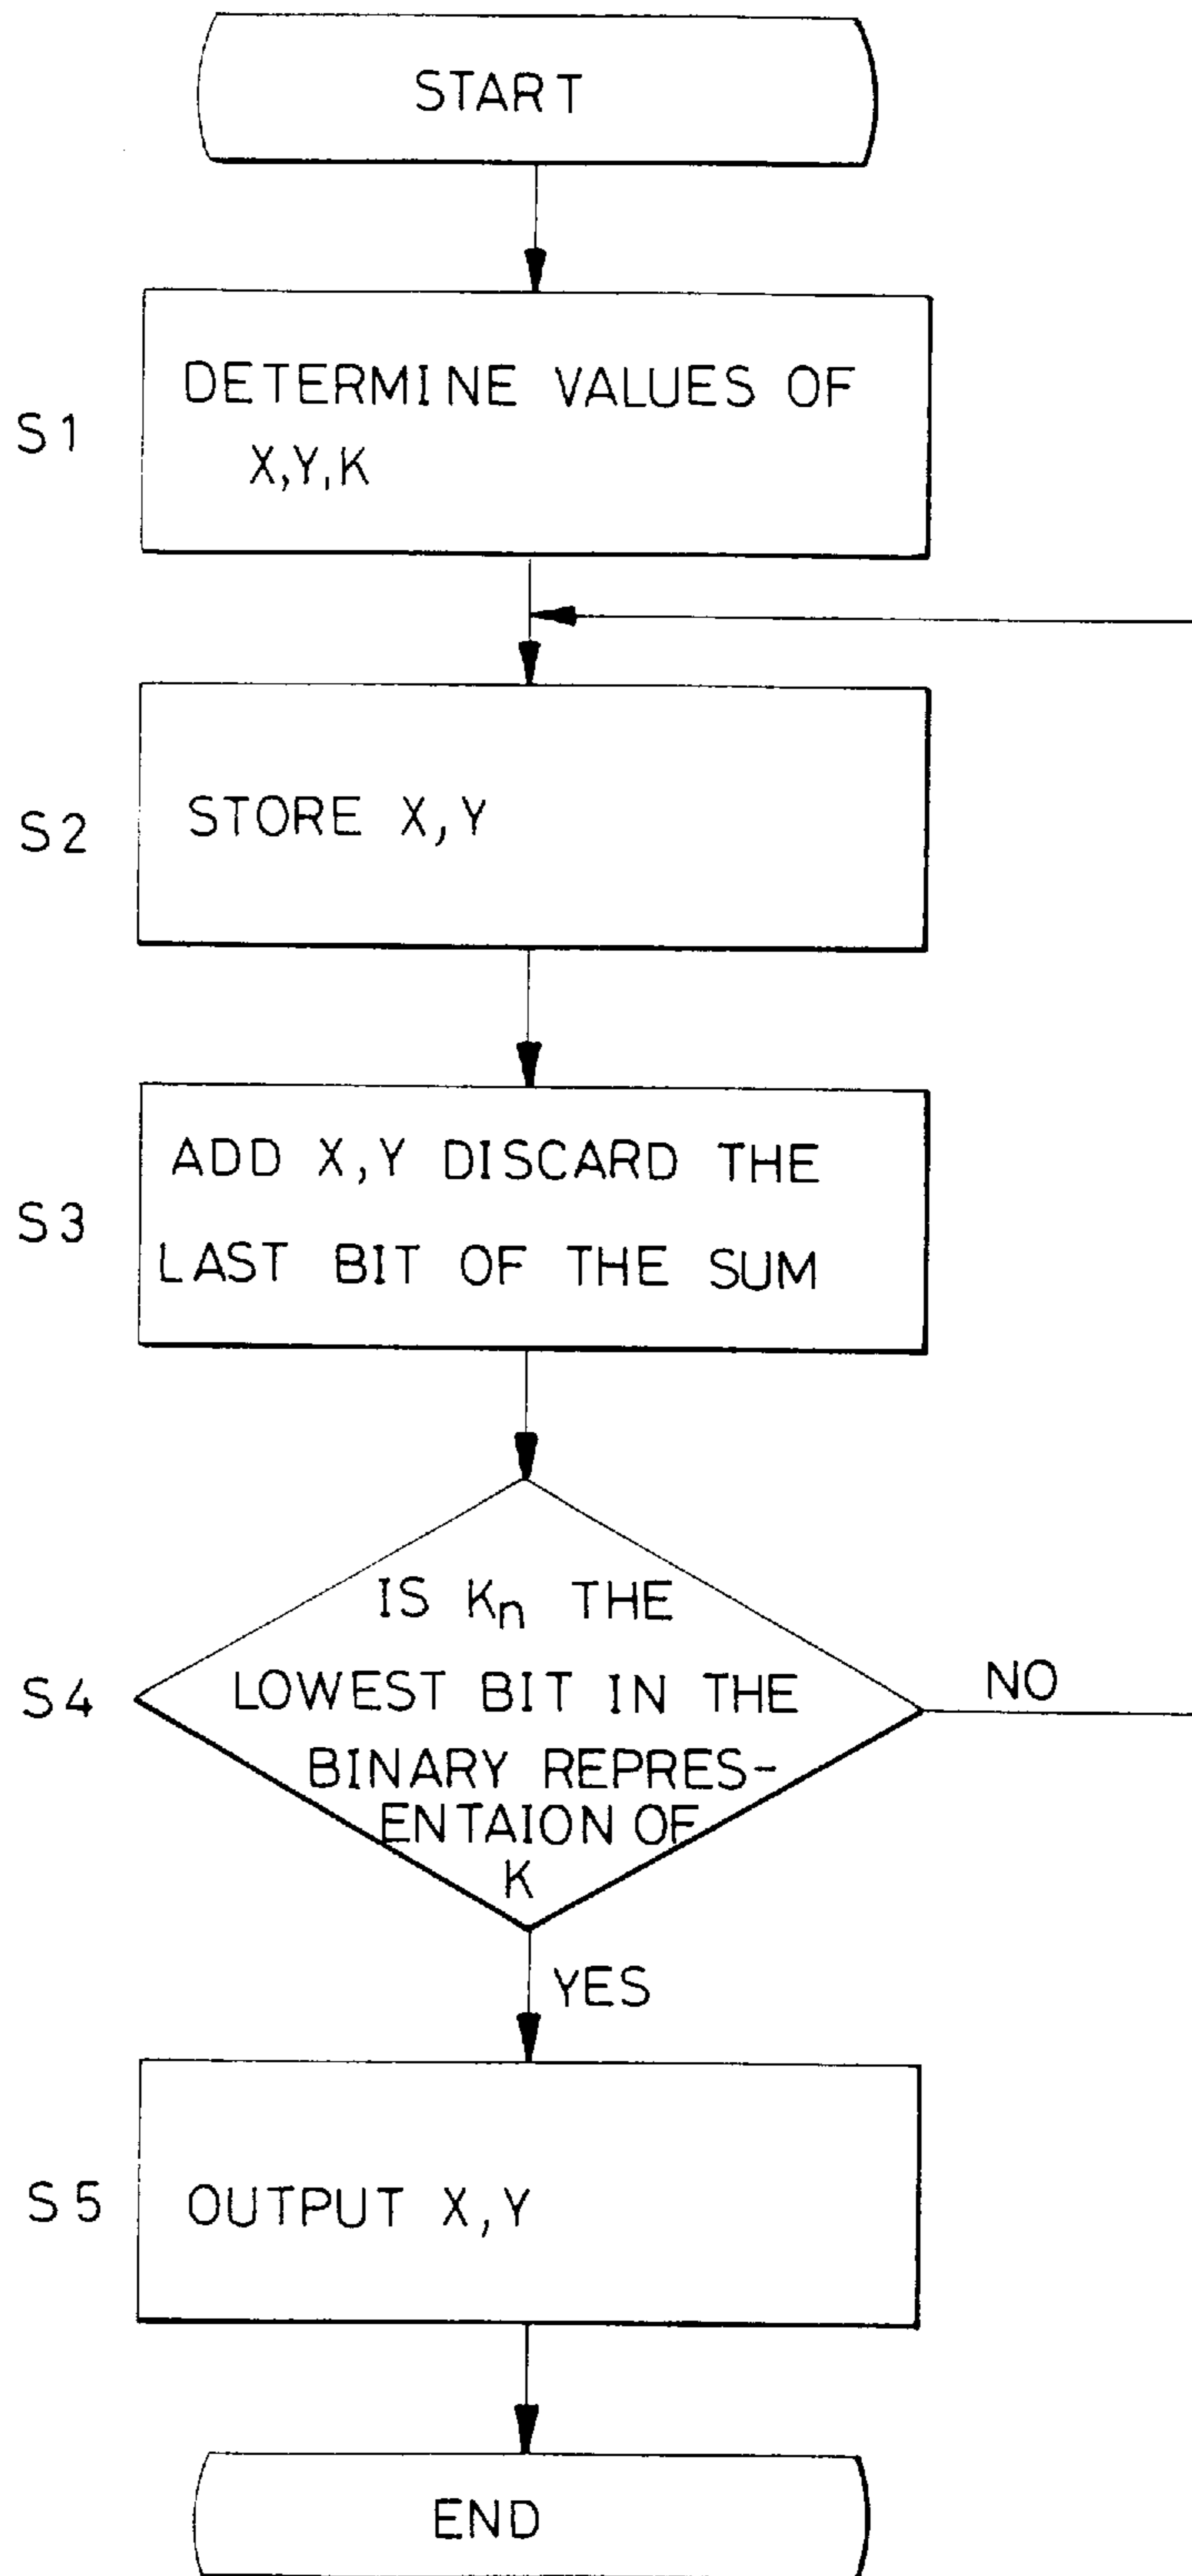 START
S1
DETERMINE VALUES OF
X,Y,K
S2
STORE X,Y
S3
ADD X,Y DISCARD THE
LAST BIT OF THE SUM
S4
IS Kn THE
LOWEST BIT IN THE
BINARY REPRES-
ENTAION OF
K
NO
YES
S5
OUTPUT X,Y
END